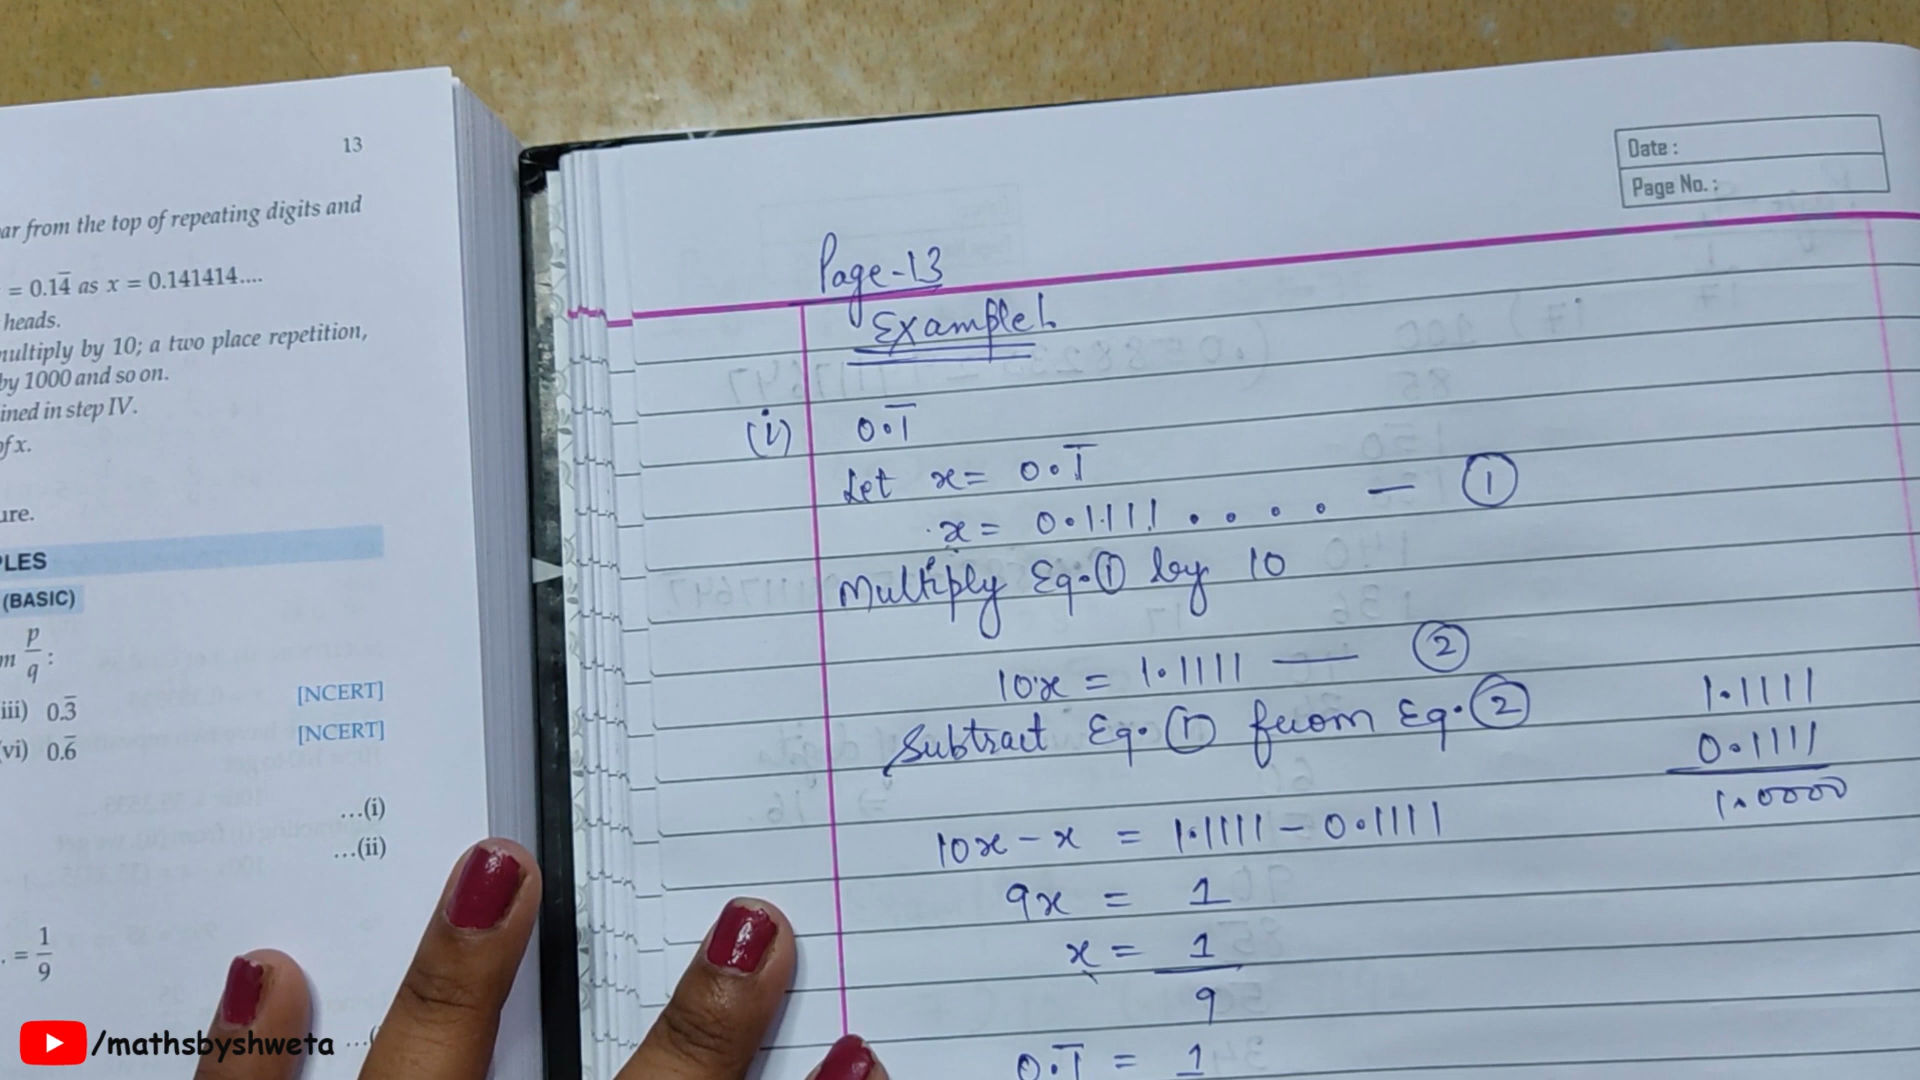 13
ar from the top of repeating digits and
= 0.1̅4̅ as x = 0.141414....
heads.
multiply by 10; a two place repetition,
by 1000 and so on.
ined in step IV.
of x.
ure.
PLES
(BASIC)
m p/q :
iii) 0.3̅ [NCERT]
vi) 0.6̅ [NCERT]
...(i)
...(ii)
. = 1/9
Date :
Page No. :
Page-13
Example 1.
(i) 0.1̅
Let x = 0.1̅
x = 0.1111 . . . . — ①
Multiply Eq. ① by 10
10x = 1.1111 — ②
Subtract Eq. ① from Eq. ②
10x - x = 1.1111 - 0.1111
9x = 1
x = 1/9
0.1̅ = 1
1.1111
0.1111
1.0000
/mathsbyshweta